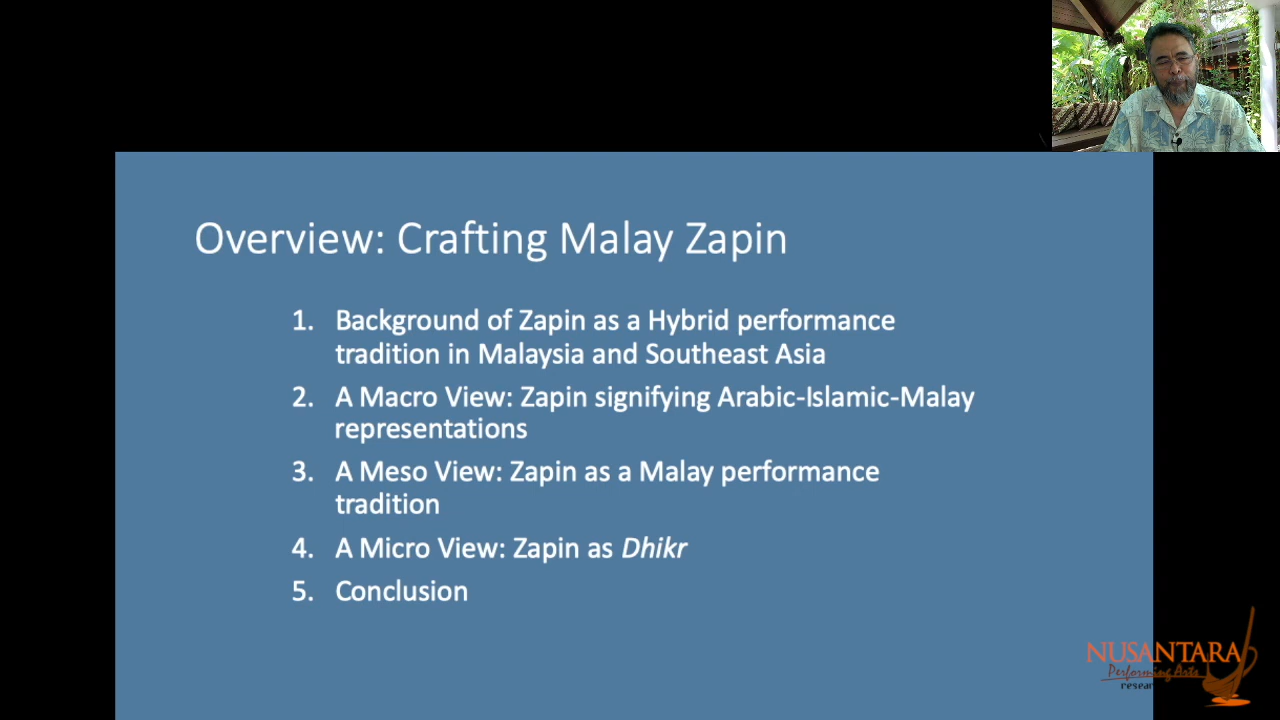 Overview: Crafting Malay Zapin
1. Background of Zapin as a Hybrid performance
tradition in Malaysia and Southeast Asia
2. A Macro View: Zapin signifying Arabic-Islamic-Malay
representations
3. A Meso View: Zapin as a Malay performance
tradition
4. A Micro View: Zapin as Dhikr
5. Conclusion
NUSANTARA
Performing Arts
resear